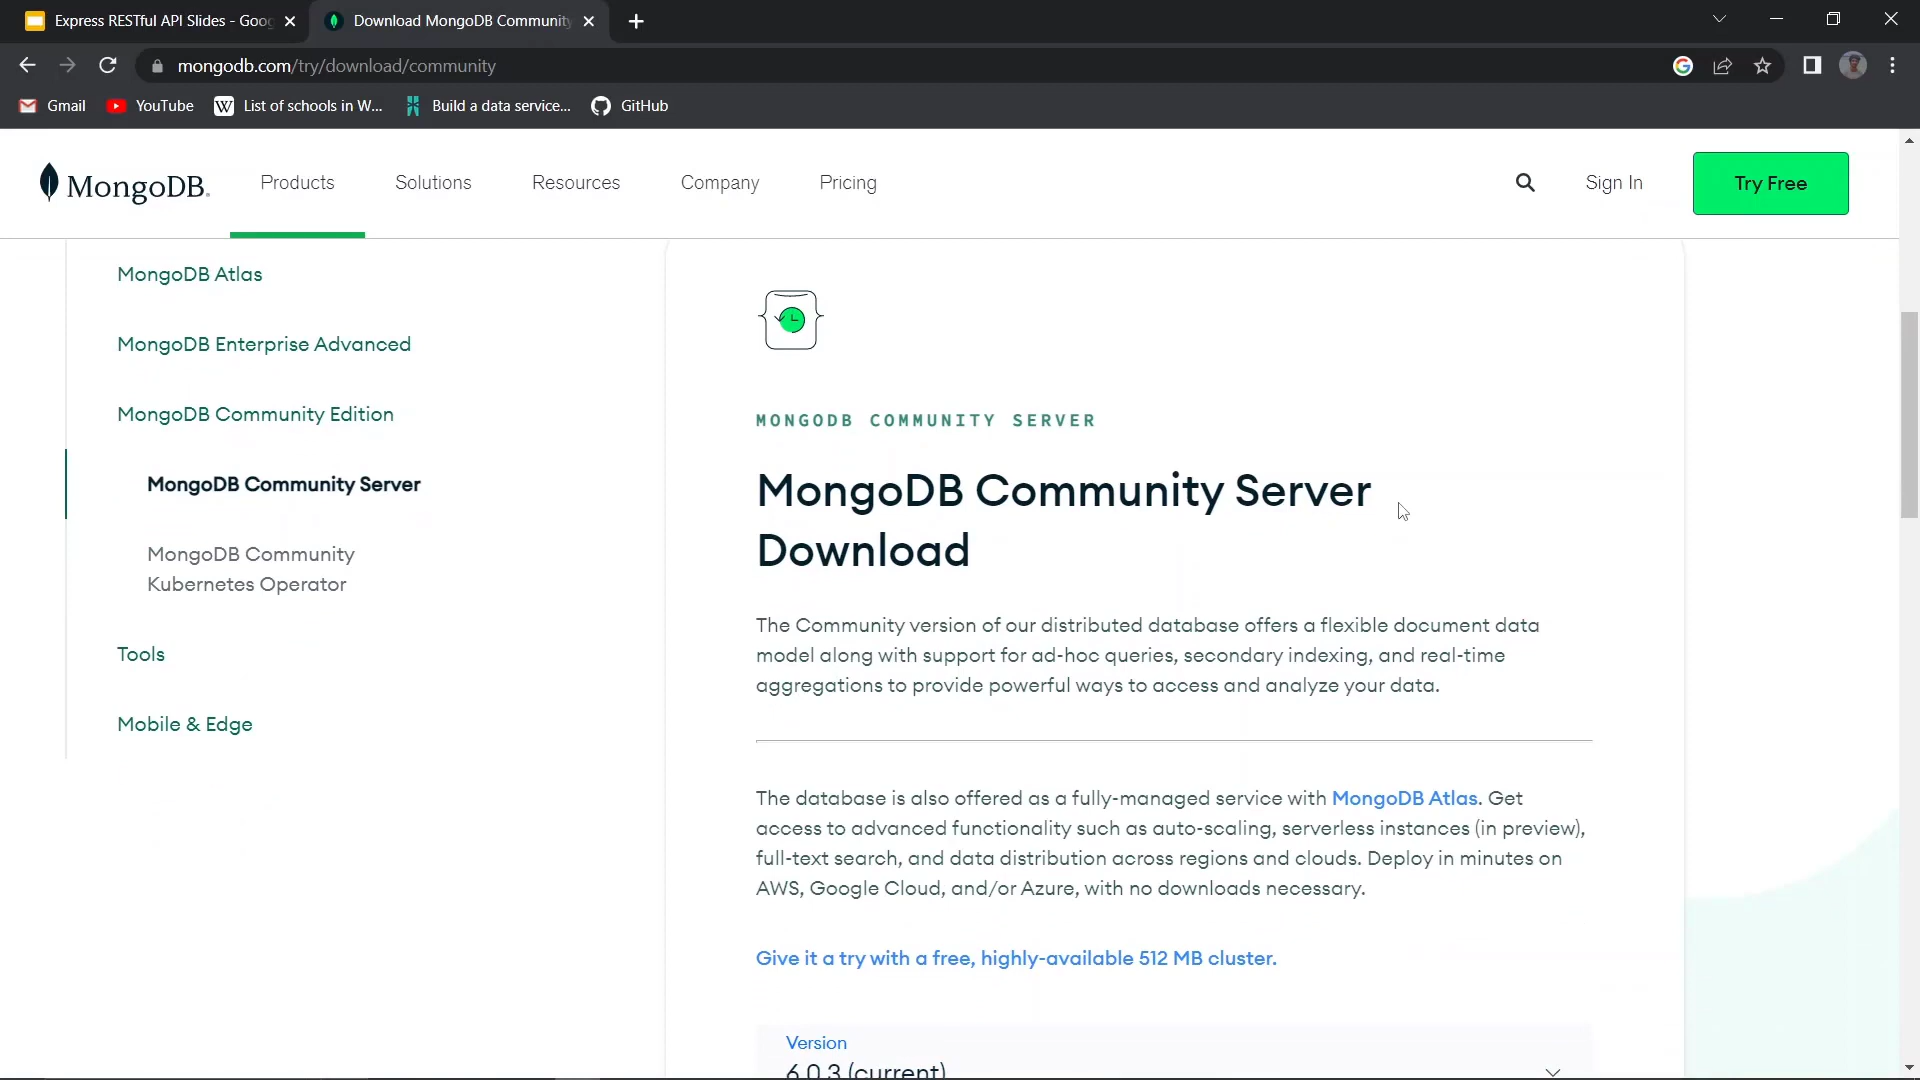 Express RESTful API Slides - Goog
Download MongoDB Community
mongodb.com/try/download/community
Gmail
YouTube
List of schools in W...
Build a data service...
GitHub
MongoDB.
Products
Solutions
Resources
Company
Pricing
Sign In
Try Free
MongoDB Atlas
MongoDB Enterprise Advanced
MongoDB Community Edition
MongoDB Community Server
MongoDB Community
Kubernetes Operator
Tools
Mobile & Edge
MONGODB COMMUNITY SERVER
MongoDB Community Server
Download
The Community version of our distributed database offers a flexible document data
model along with support for ad-hoc queries, secondary indexing, and real-time
aggregations to provide powerful ways to access and analyze your data.
The database is also offered as a fully-managed service with MongoDB Atlas. Get
access to advanced functionality such as auto-scaling, serverless instances (in preview),
full-text search, and data distribution across regions and clouds. Deploy in minutes on
AWS, Google Cloud, and/or Azure, with no downloads necessary.
Give it a try with a free, highly-available 512 MB cluster.
Version
6.0.3 (current)